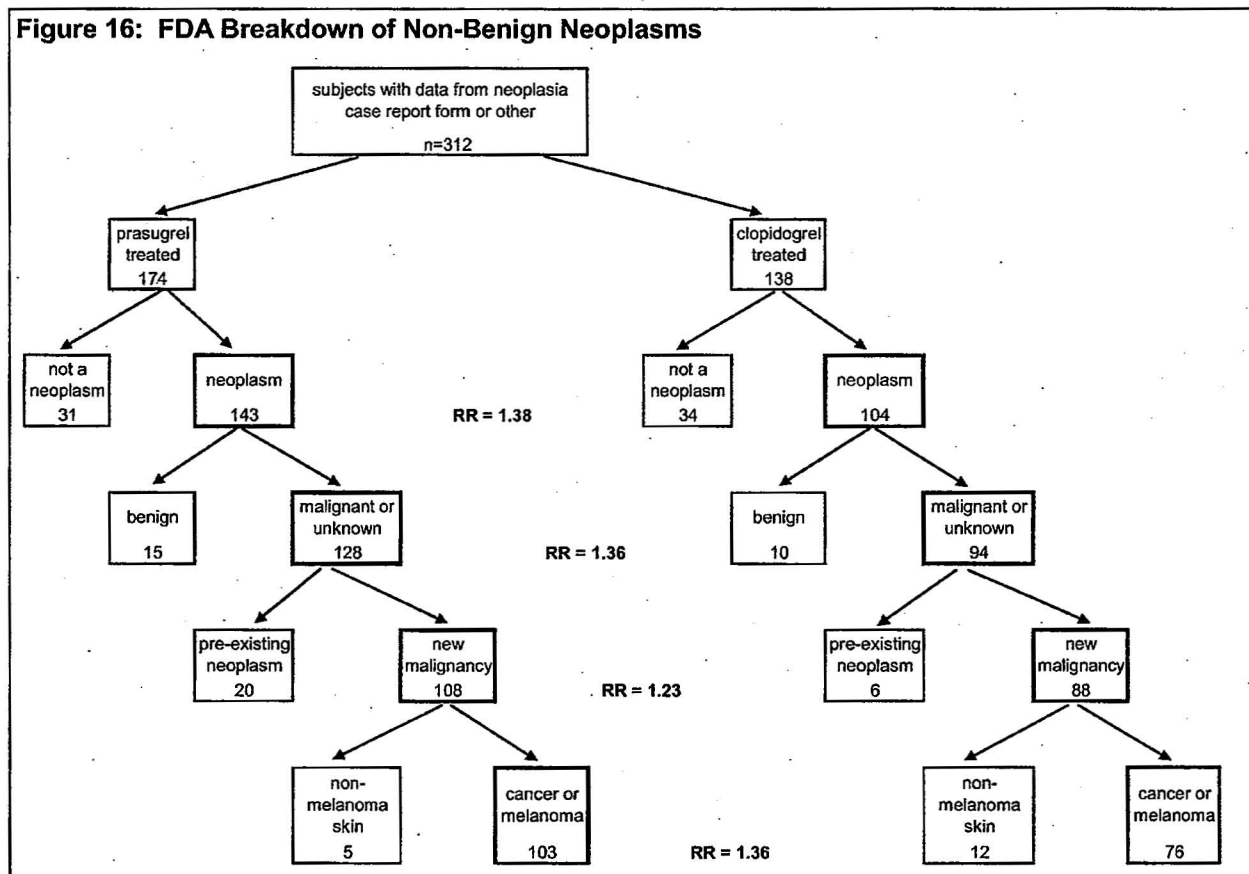 Figure 16: FDA Breakdown of Non-Benign Neoplasms
subjects with data from neoplasia
case report form or other
n=312
prasugrel
treated
174
clopidogrel
treated
138
not a
neoplasm
31
neoplasm
143
RR = 1.38
not a
neoplasm
34
neoplasm
104
benign
15
malignant or
unknown
128
RR = 1.36
benign
10
malignant or
unknown
94
pre-existing
neoplasm
20
new
malignancy
108
RR = 1.23
pre-existing
neoplasm
6
new
malignancy
88
non-
melanoma
skin
5
cancer or
melanoma
103
RR = 1.36
non-
melanoma
skin
12
cancer or
melanoma
76